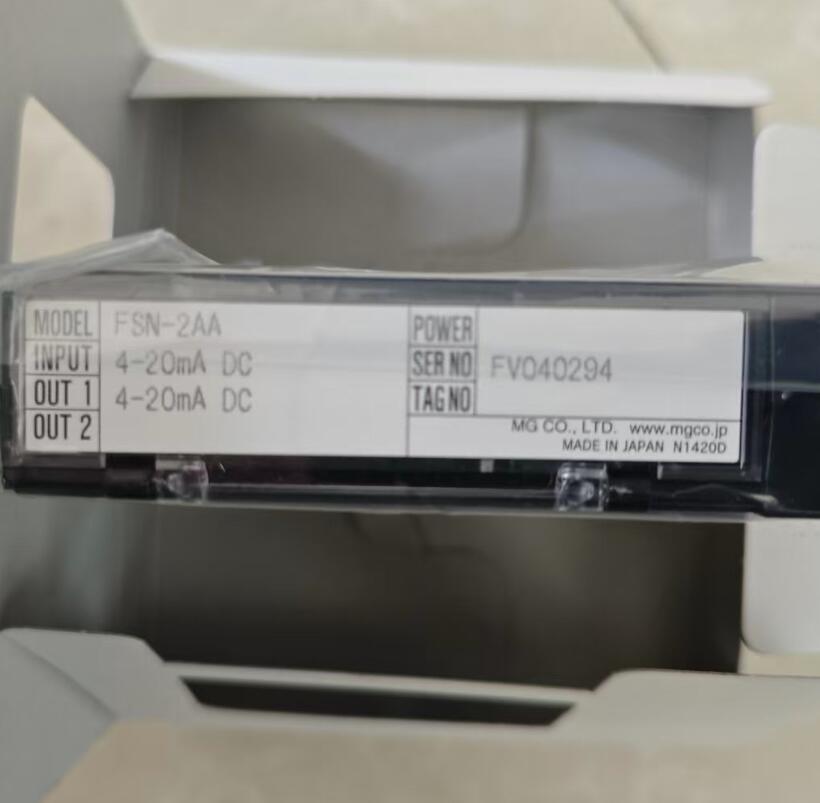 MODEL FSN-2AA
INPUT 4-20mA DC
OUT 1 4-20mA DC
OUT 2
POWER
SER NO FV040294
TAG NO
MG CO., LTD. www.mgco.jp
MADE IN JAPAN N1420D